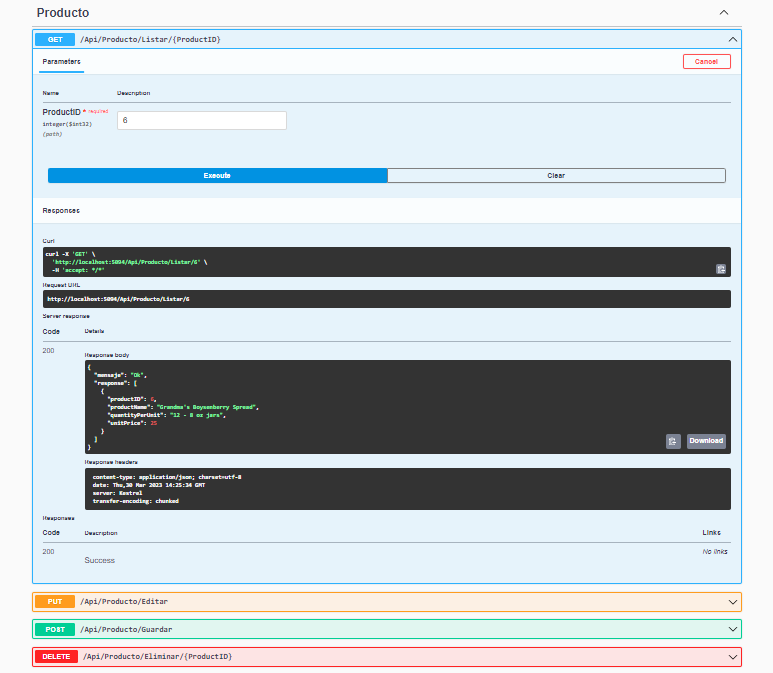 Producto
GET /Api/Producto/Listar/{ProductID}
Parameters Cancel
Name Description
ProductID * required
integer($int32)
(path)
6
Execute Clear
Responses
Curl
curl -X 'GET' \
'http://localhost:5094/Api/Producto/Listar/6' \
-H 'accept: */*'
Request URL
http://localhost:5094/Api/Producto/Listar/6
Server response
Code Details
200
Response body
{
"mensaje": "Ok",
"response": [
{
"productID": 6,
"productName": "Grandma's Boysenberry Spread",
"quantityPerUnit": "12 - 8 oz jars",
"unitPrice": 25
}
]
}
Download
Response headers
content-type: application/json; charset=utf-8
date: Thu,30 Mar 2023 14:25:34 GMT
server: Kestrel
transfer-encoding: chunked
Responses
Code Description Links
200 No links
Success
PUT /Api/Producto/Editar
POST /Api/Producto/Guardar
DELETE /Api/Producto/Eliminar/{ProductID}